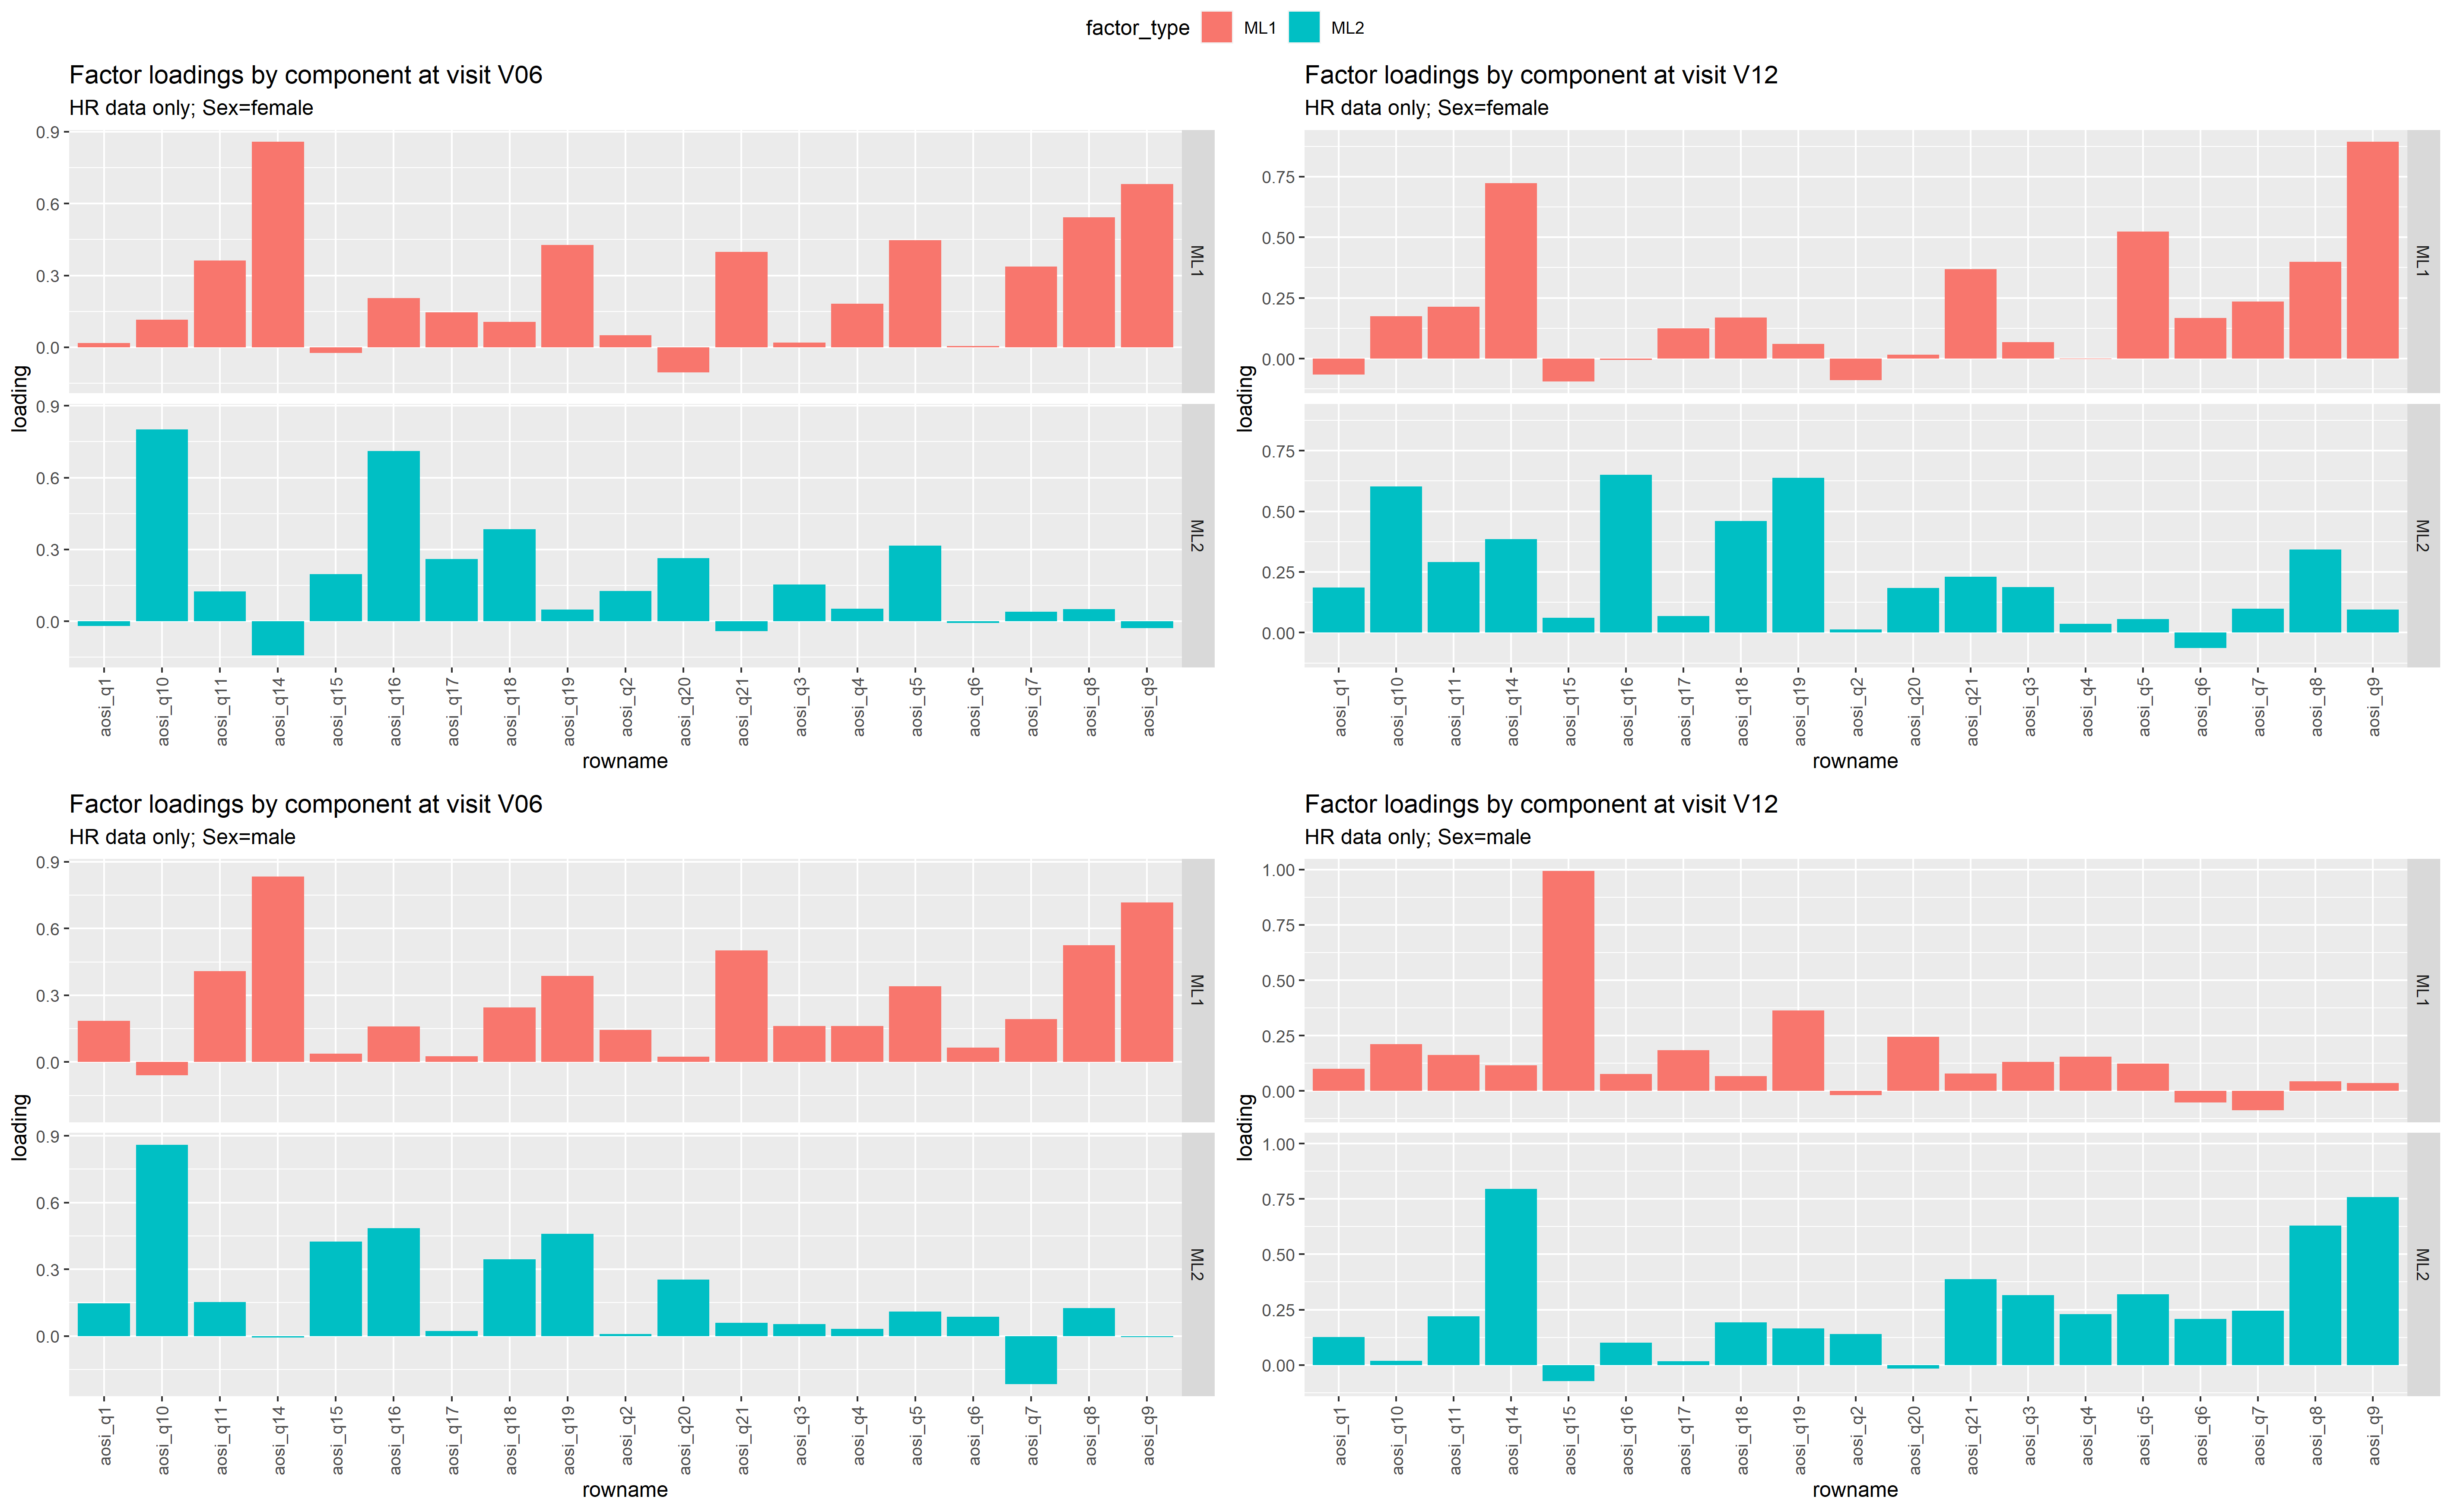 factor_type ML1 ML2
Factor loadings by component at visit V06
HR data only; Sex=female
0.9
0.6
0.3
0.0
ML1
0.9
0.6
0.3
0.0
ML2
loading
aosi_q1 aosi_q10 aosi_q11 aosi_q14 aosi_q15 aosi_q16 aosi_q17 aosi_q18 aosi_q19 aosi_q2 aosi_q20 aosi_q21 aosi_q3 aosi_q4 aosi_q5 aosi_q6 aosi_q7 aosi_q8 aosi_q9
rowname
Factor loadings by component at visit V12
HR data only; Sex=female
0.75
0.50
0.25
0.00
ML1
0.75
0.50
0.25
0.00
ML2
loading
aosi_q1 aosi_q10 aosi_q11 aosi_q14 aosi_q15 aosi_q16 aosi_q17 aosi_q18 aosi_q19 aosi_q2 aosi_q20 aosi_q21 aosi_q3 aosi_q4 aosi_q5 aosi_q6 aosi_q7 aosi_q8 aosi_q9
rowname
Factor loadings by component at visit V06
HR data only; Sex=male
0.9
0.6
0.3
0.0
ML1
0.9
0.6
0.3
0.0
ML2
loading
aosi_q1 aosi_q10 aosi_q11 aosi_q14 aosi_q15 aosi_q16 aosi_q17 aosi_q18 aosi_q19 aosi_q2 aosi_q20 aosi_q21 aosi_q3 aosi_q4 aosi_q5 aosi_q6 aosi_q7 aosi_q8 aosi_q9
rowname
Factor loadings by component at visit V12
HR data only; Sex=male
1.00
0.75
0.50
0.25
0.00
ML1
1.00
0.75
0.50
0.25
0.00
ML2
loading
aosi_q1 aosi_q10 aosi_q11 aosi_q14 aosi_q15 aosi_q16 aosi_q17 aosi_q18 aosi_q19 aosi_q2 aosi_q20 aosi_q21 aosi_q3 aosi_q4 aosi_q5 aosi_q6 aosi_q7 aosi_q8 aosi_q9
rowname